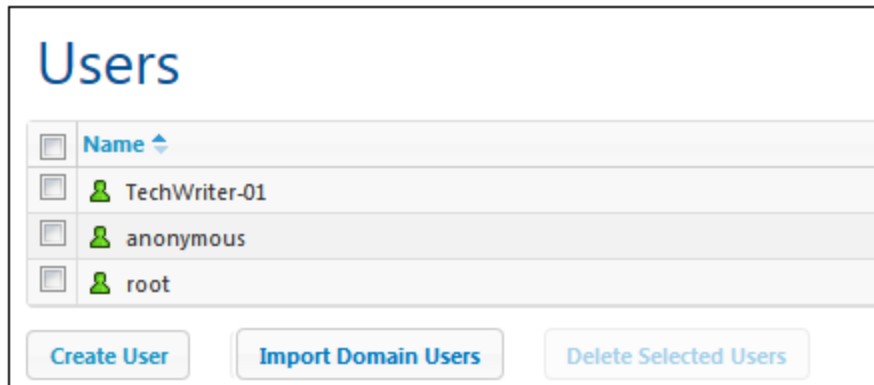 Users
Name
TechWriter-01
anonymous
root
Create User Import Domain Users Delete Selected Users